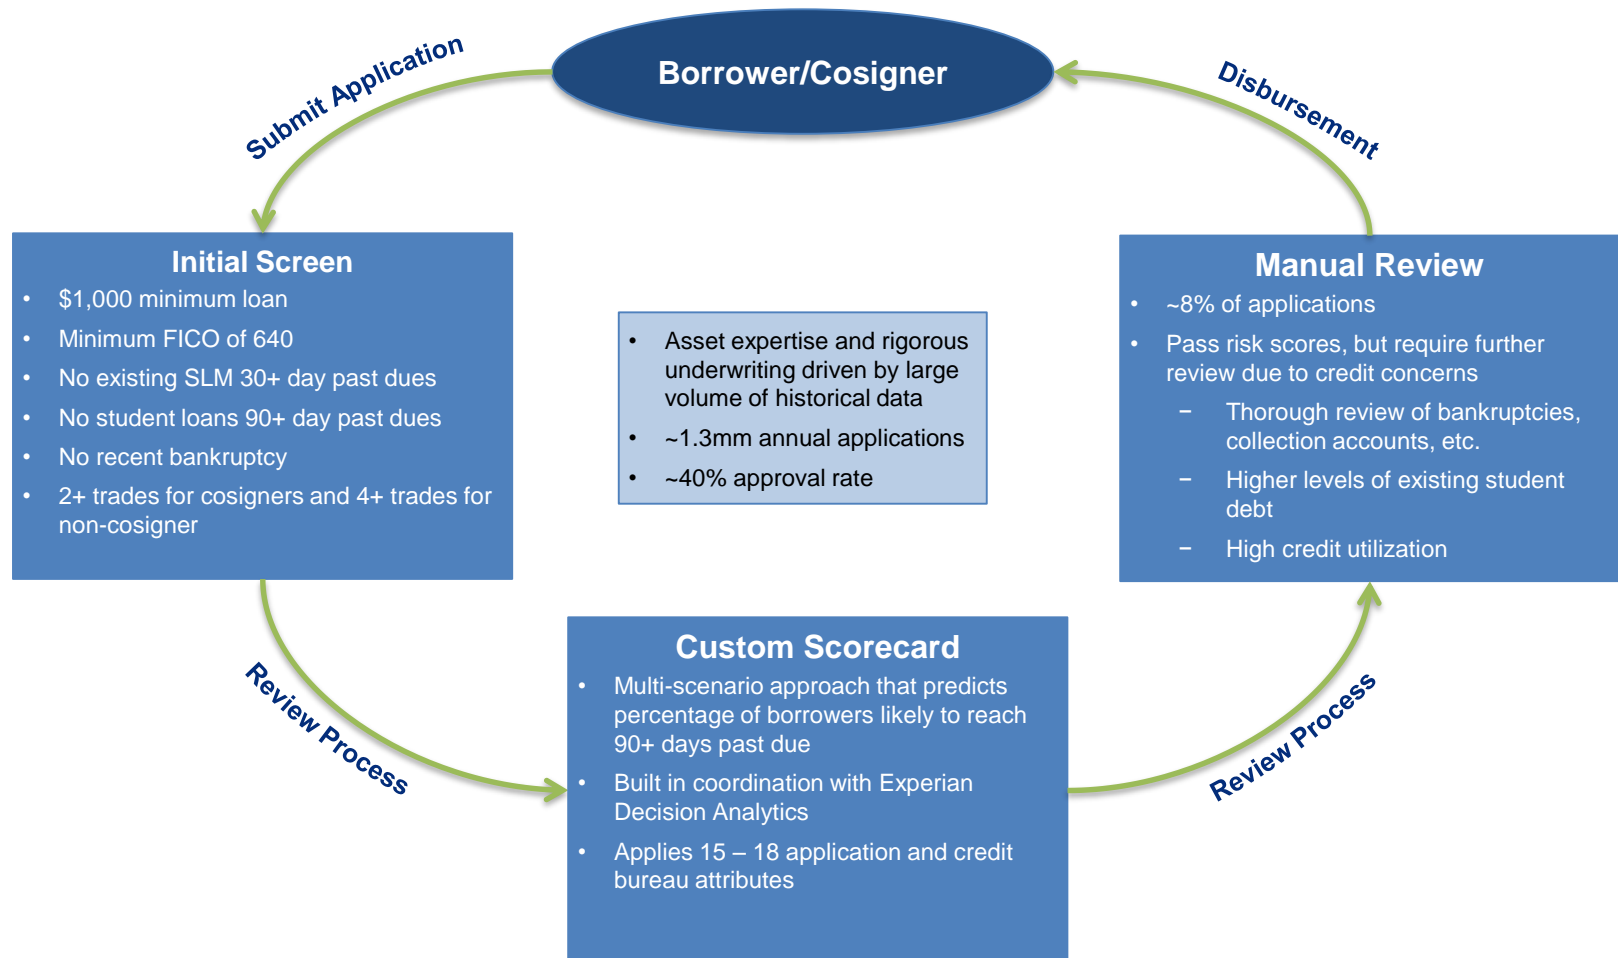 Borrower/Cosigner
Submit Application
Disbursement
Initial Screen
• $1,000 minimum loan
• Minimum FICO of 640
• No existing SLM 30+ day past dues
• No student loans 90+ day past dues
• No recent bankruptcy
• 2+ trades for cosigners and 4+ trades for
non-cosigner
• Asset expertise and rigorous
underwriting driven by large
volume of historical data
• ~1.3mm annual applications
• ~40% approval rate
Manual Review
• ~8% of applications
• Pass risk scores, but require further
review due to credit concerns
− Thorough review of bankruptcies,
collection accounts, etc.
− Higher levels of existing student
debt
− High credit utilization
Review Process
Custom Scorecard
• Multi-scenario approach that predicts
percentage of borrowers likely to reach
90+ days past due
• Built in coordination with Experian
Decision Analytics
• Applies 15 – 18 application and credit
bureau attributes
Review Process